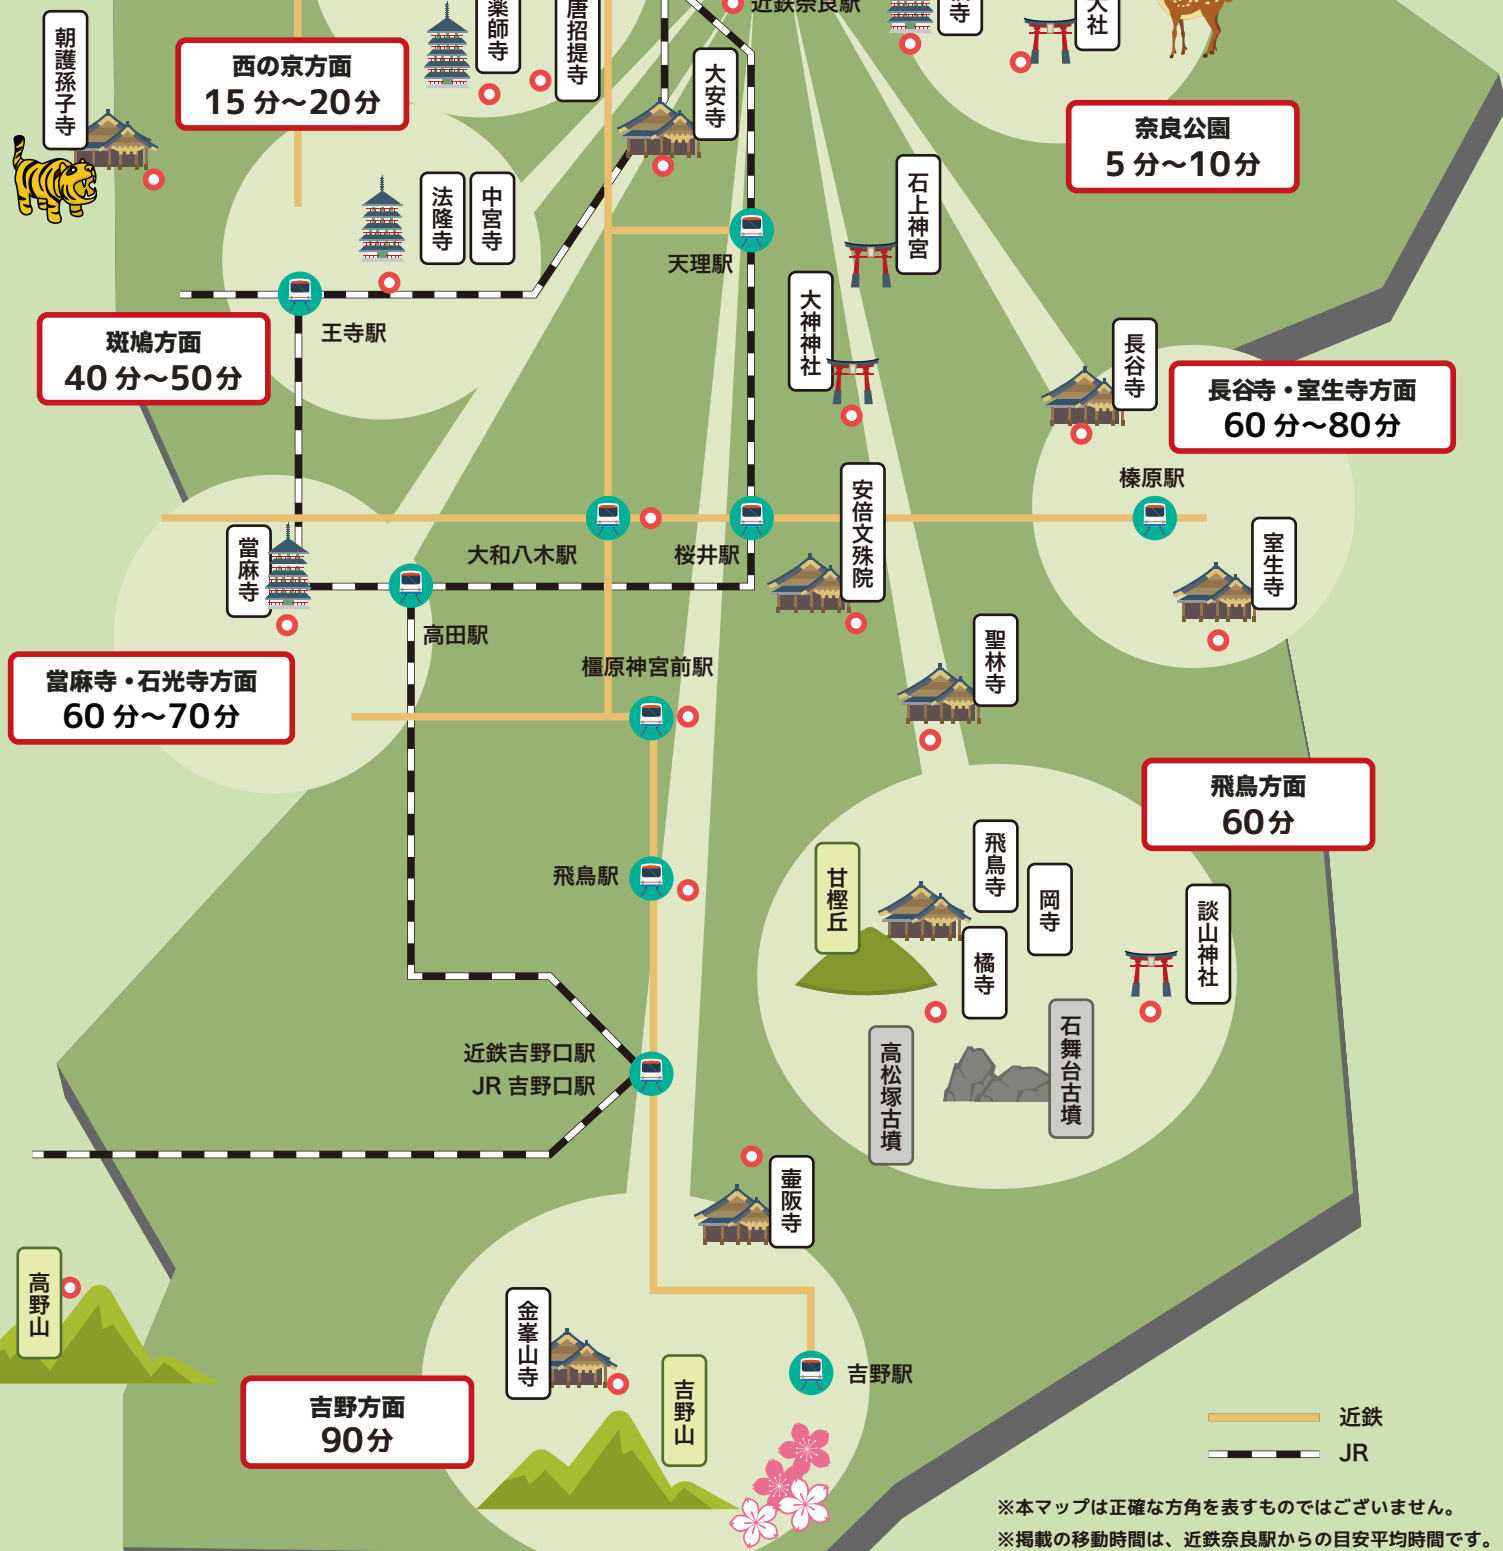 近鉄奈良駅
寺
大社
薬師寺
唐招提寺
朝護孫子寺
西の京方面
15分〜20分
大安寺
奈良公園
5分〜10分
法隆寺
中宮寺
石上神宮
天理駅
大神神社
王寺駅
斑鳩方面
40分〜50分
長谷寺
長谷寺・室生寺方面
60分〜80分
榛原駅
安倍文殊院
大和八木駅
桜井駅
當麻寺
室生寺
高田駅
橿原神宮前駅
聖林寺
當麻寺・石光寺方面
60分〜70分
飛鳥方面
60分
飛鳥駅
甘樫丘
飛鳥寺
岡寺
橘寺
談山神社
高松塚古墳
石舞台古墳
近鉄吉野口駅
JR 吉野口駅
壷阪寺
高野山
金峯山寺
吉野山
吉野駅
吉野方面
90分
近鉄
JR
※本マップは正確な方角を表すものではございません。
※掲載の移動時間は、近鉄奈良駅からの目安平均時間です。